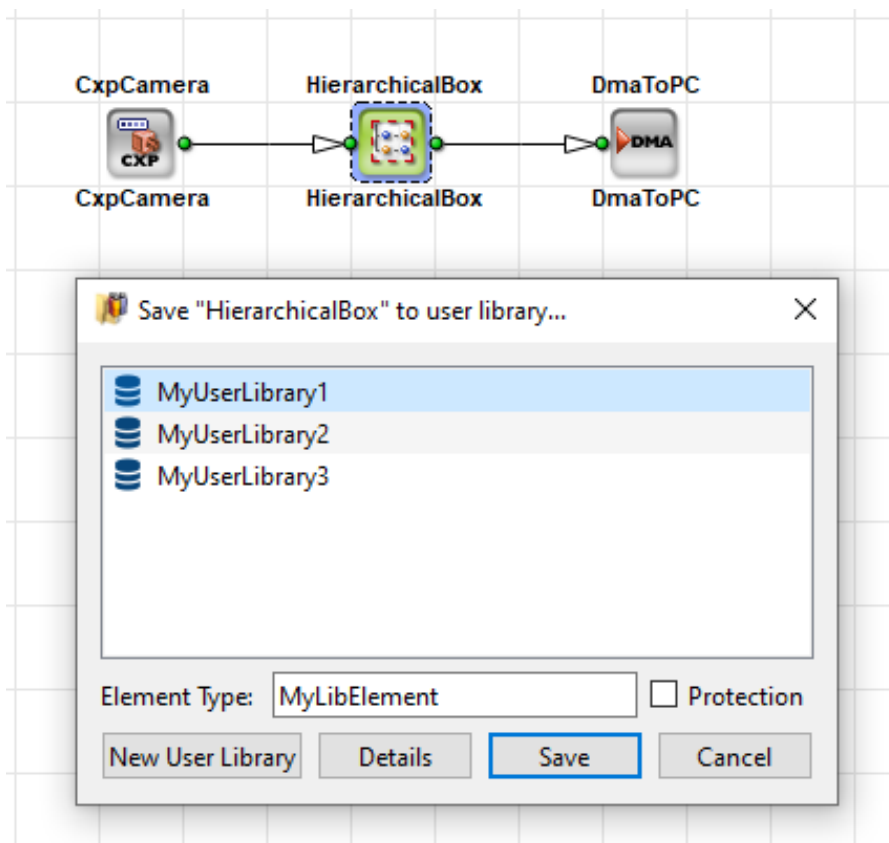 CxpCamera HierarchicalBox DmaToPC
CXP DMA
CxpCamera HierarchicalBox DmaToPC
Save "HierarchicalBox" to user library...
MyUserLibrary1
MyUserLibrary2
MyUserLibrary3
Element Type: MyLibElement Protection
New User Library Details Save Cancel